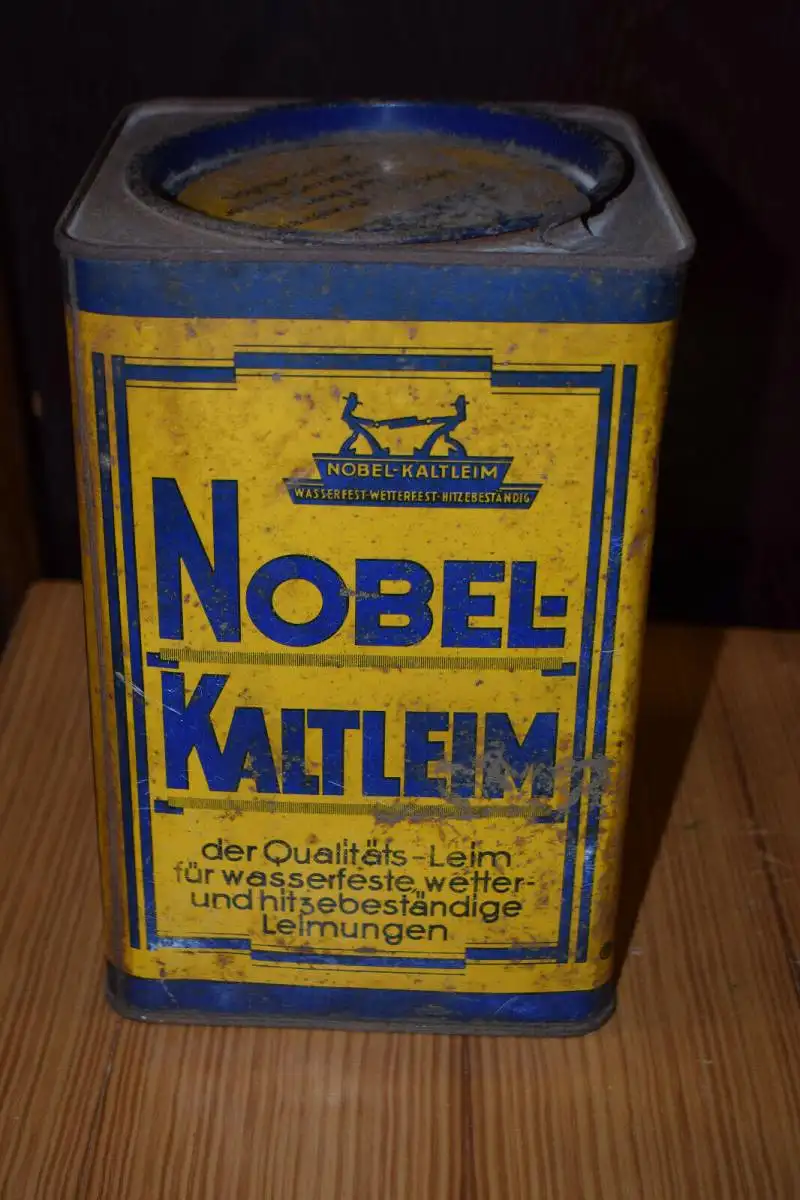 NOBEL-KALTLEIM
WASSERFEST-WETTERFEST-HITZEBESTÄNDIG
NOBEL-
KALTLEIM
der Qualitäts-Leim
für wasserfeste, wetter-
und hitzebeständige
Leimungen